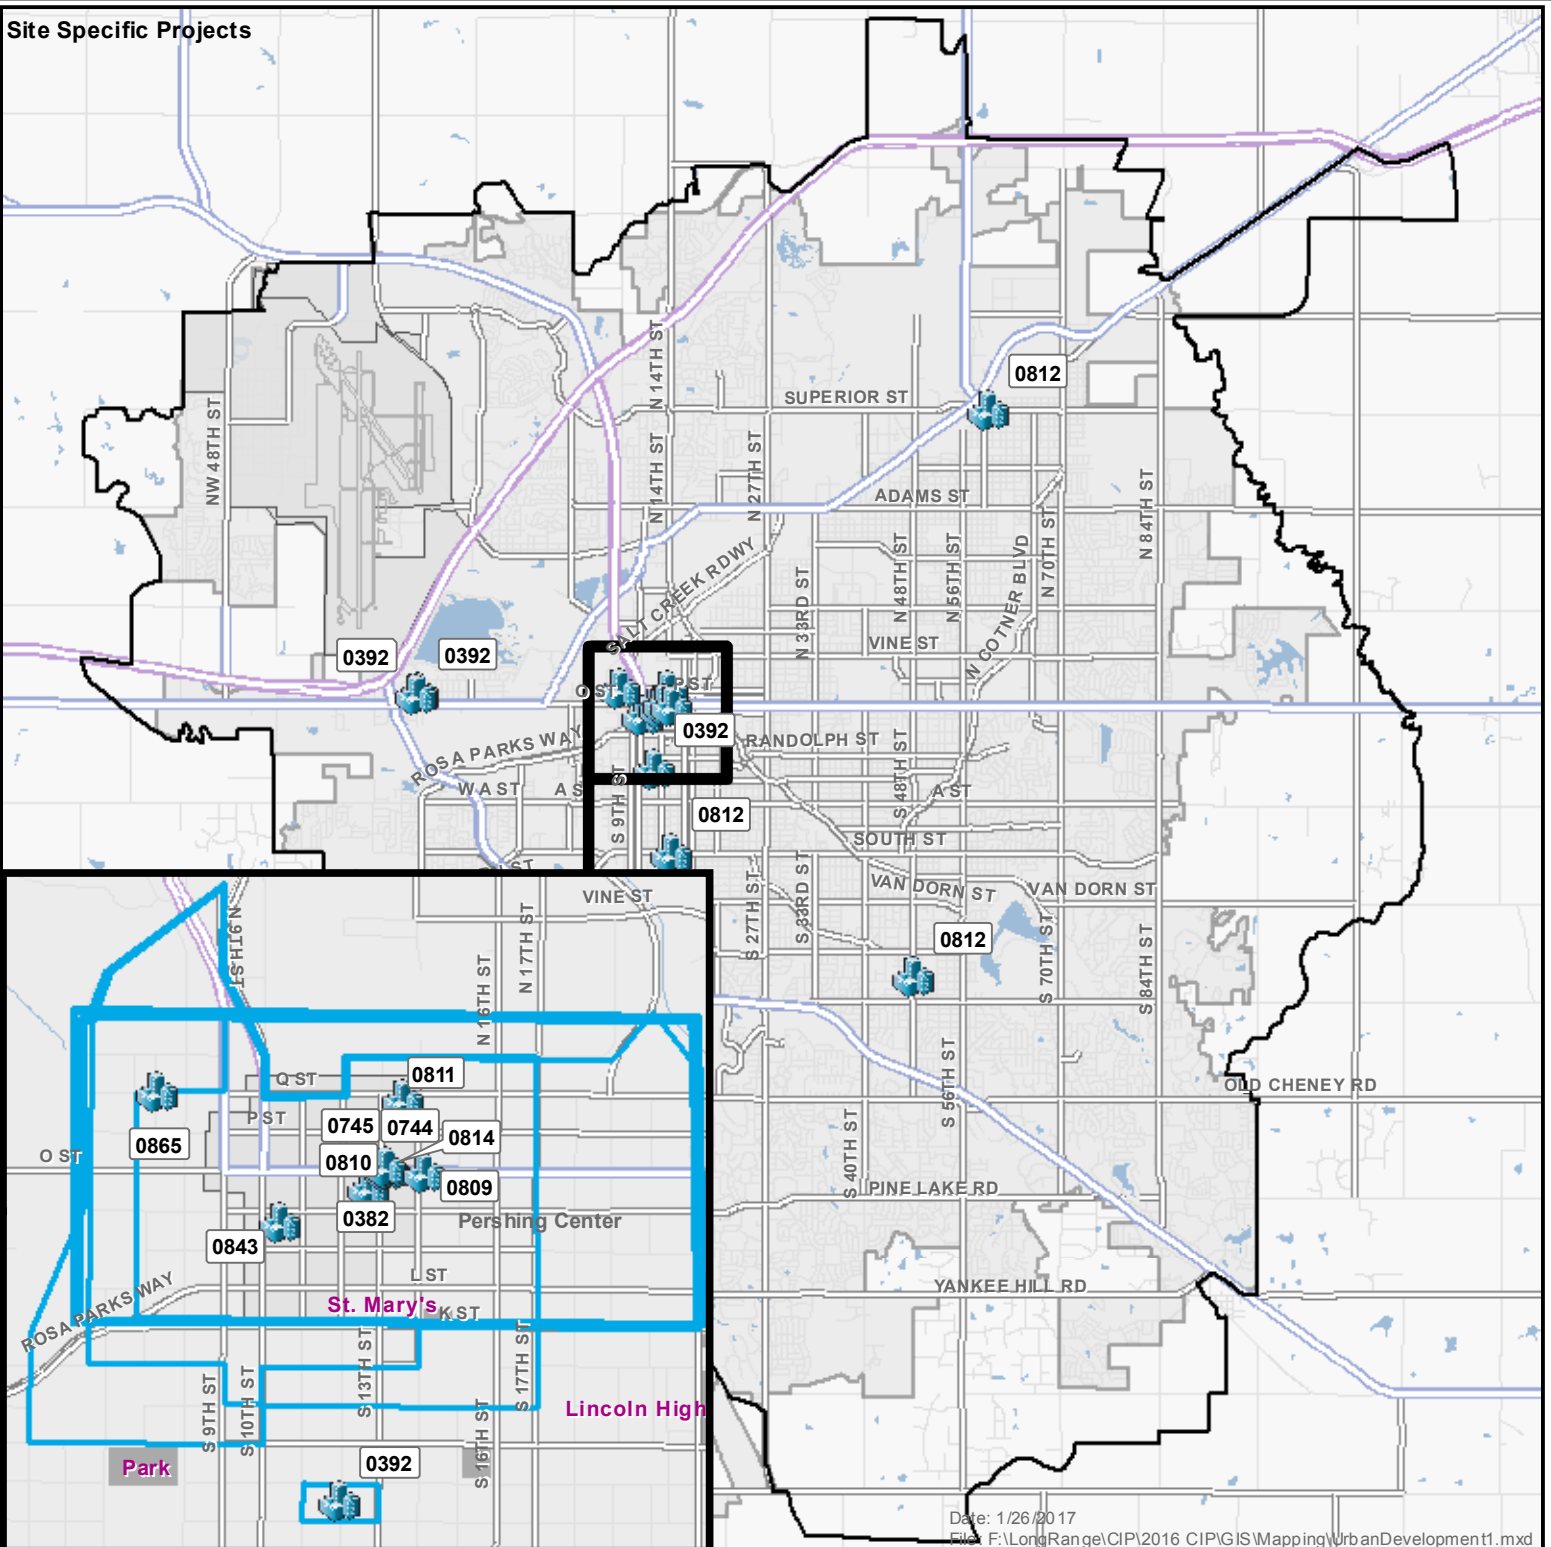 Site Specific Projects
0812
SUPERIOR ST
N 14TH ST
NW 48TH ST
N 14TH ST
N 27TH ST
ADAMS ST
N 84TH ST
N 48TH ST
N 56TH ST
N 70TH ST
N COTNER BLVD
SALT CREEK RDWY
N 33RD ST
VINE ST
0392
0392
O ST
P ST
0392
ROSA PARKS WAY
RANDOLPH ST
S 48TH ST
W A ST
A S
A ST
S 9TH ST
0812
SOUTH ST
VAN DORN ST
VAN DORN ST
S 27TH ST
S 33RD ST
0812
S 70TH ST
S 84TH ST
S 56TH ST
OLD CHENEY RD
S 40TH ST
PINE LAKE RD
YANKEE HILL RD
VINE ST
N 9TH ST
N 17TH ST
N 16TH ST
Q ST
0811
P ST
0745
0744
0814
0865
O ST
0810
0809
0382
Pershing Center
0843
L ST
St. Mary's
K ST
ROSA PARKS WAY
S 13TH ST
S 17TH ST
S 9TH ST
S 10TH ST
S 16TH ST
Lincoln High
Park
0392
Date: 1/26/2017
File: F:\LongRange\CIP\2016 CIP\GIS\Mapping\UrbanDevelopment1.mxd